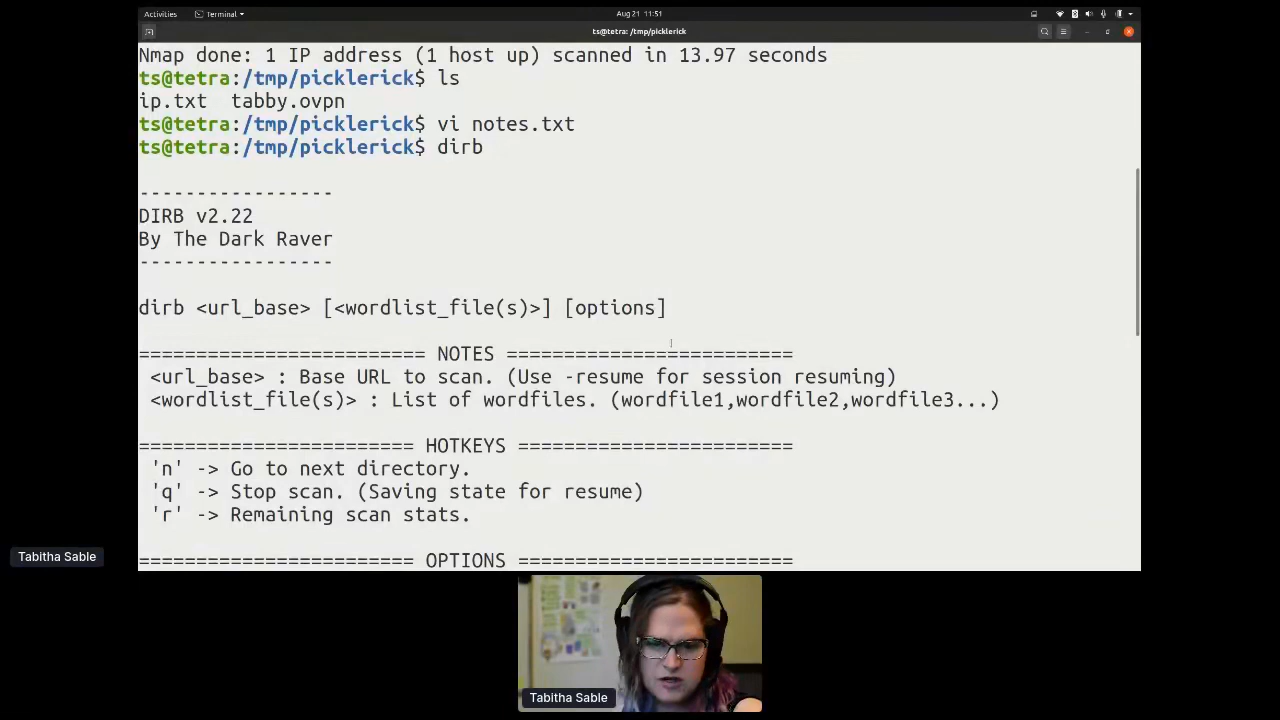 Activities Terminal Aug 21 11:51
ts@tetra: /tmp/picklerick
Nmap done: 1 IP address (1 host up) scanned in 13.97 seconds
ts@tetra:/tmp/picklerick$ ls
ip.txt  tabby.ovpn
ts@tetra:/tmp/picklerick$ vi notes.txt
ts@tetra:/tmp/picklerick$ dirb
-----------------
DIRB v2.22
By The Dark Raver
-----------------
dirb <url_base> [<wordlist_file(s)>] [options]
========================= NOTES =========================
<url_base> : Base URL to scan. (Use -resume for session resuming)
<wordlist_file(s)> : List of wordfiles. (wordfile1,wordfile2,wordfile3...)
======================== HOTKEYS ========================
'n' -> Go to next directory.
'q' -> Stop scan. (Saving state for resume)
'r' -> Remaining scan stats.
======================== OPTIONS ========================
Tabitha Sable
Tabitha Sable